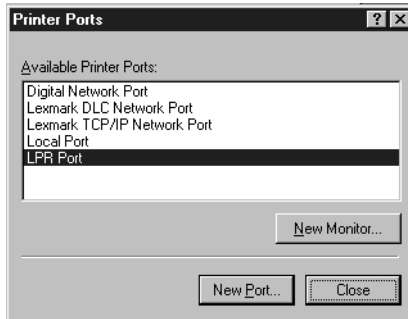 Printer Ports
Available Printer Ports:
Digital Network Port
Lexmark DLC Network Port
Lexmark TCP/IP Network Port
Local Port
LPR Port
New Monitor...
New Port... Close